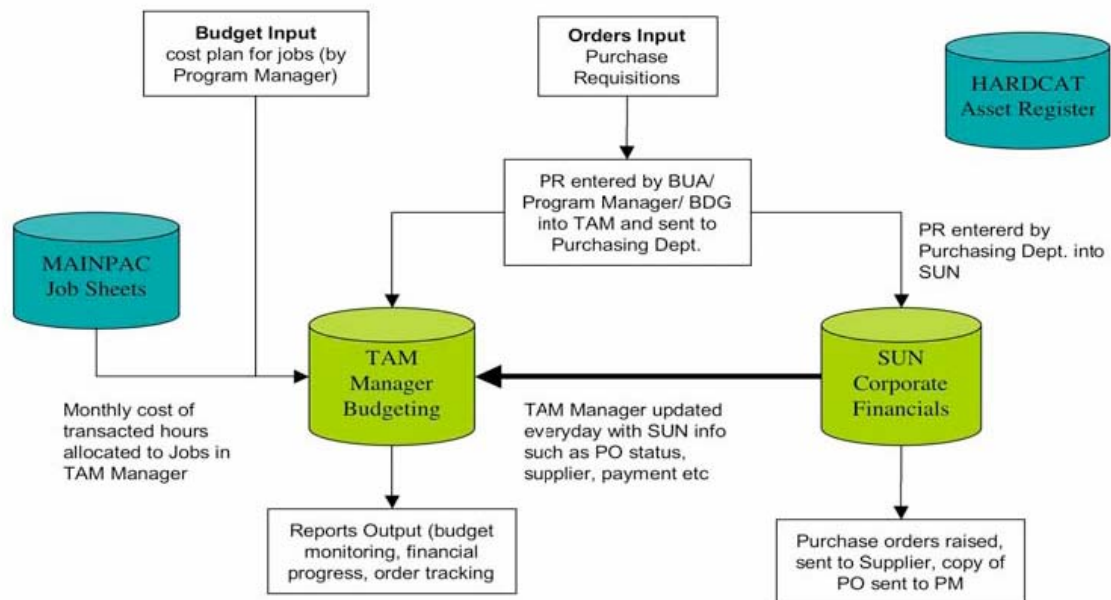 Budget Input
cost plan for jobs (by
Program Manager)
Orders Input
Purchase
Requisitions
HARDCAT
Asset Register
PR entered by BUA/
Program Manager/ BDG
into TAM and sent to
Purchasing Dept.
PR entererd by
Purchasing Dept. into
SUN
MAINPAC
Job Sheets
TAM
Manager
Budgeting
SUN
Corporate
Financials
Monthly cost of
transacted hours
allocated to Jobs in
TAM Manager
TAM Manager updated
everyday with SUN info
such as PO status,
supplier, payment etc
Reports Output (budget
monitoring, financial
progress, order tracking
Purchase orders raised,
sent to Supplier, copy of
PO sent to PM